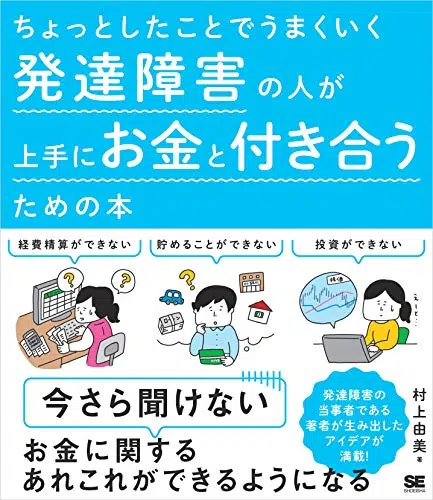 ちょっとしたことでうまくいく
発達障害の人が
上手にお金と付き合う
ための本
経費精算ができない
貯めることができない
投資ができない
?
?
?
株価
えーと…
今さら聞けない
お金に関する
あれこれができるようになる
発達障害の
当事者である
著者が生み出した
アイデアが
満載!
村上由美 著
SE
SHOEISHA